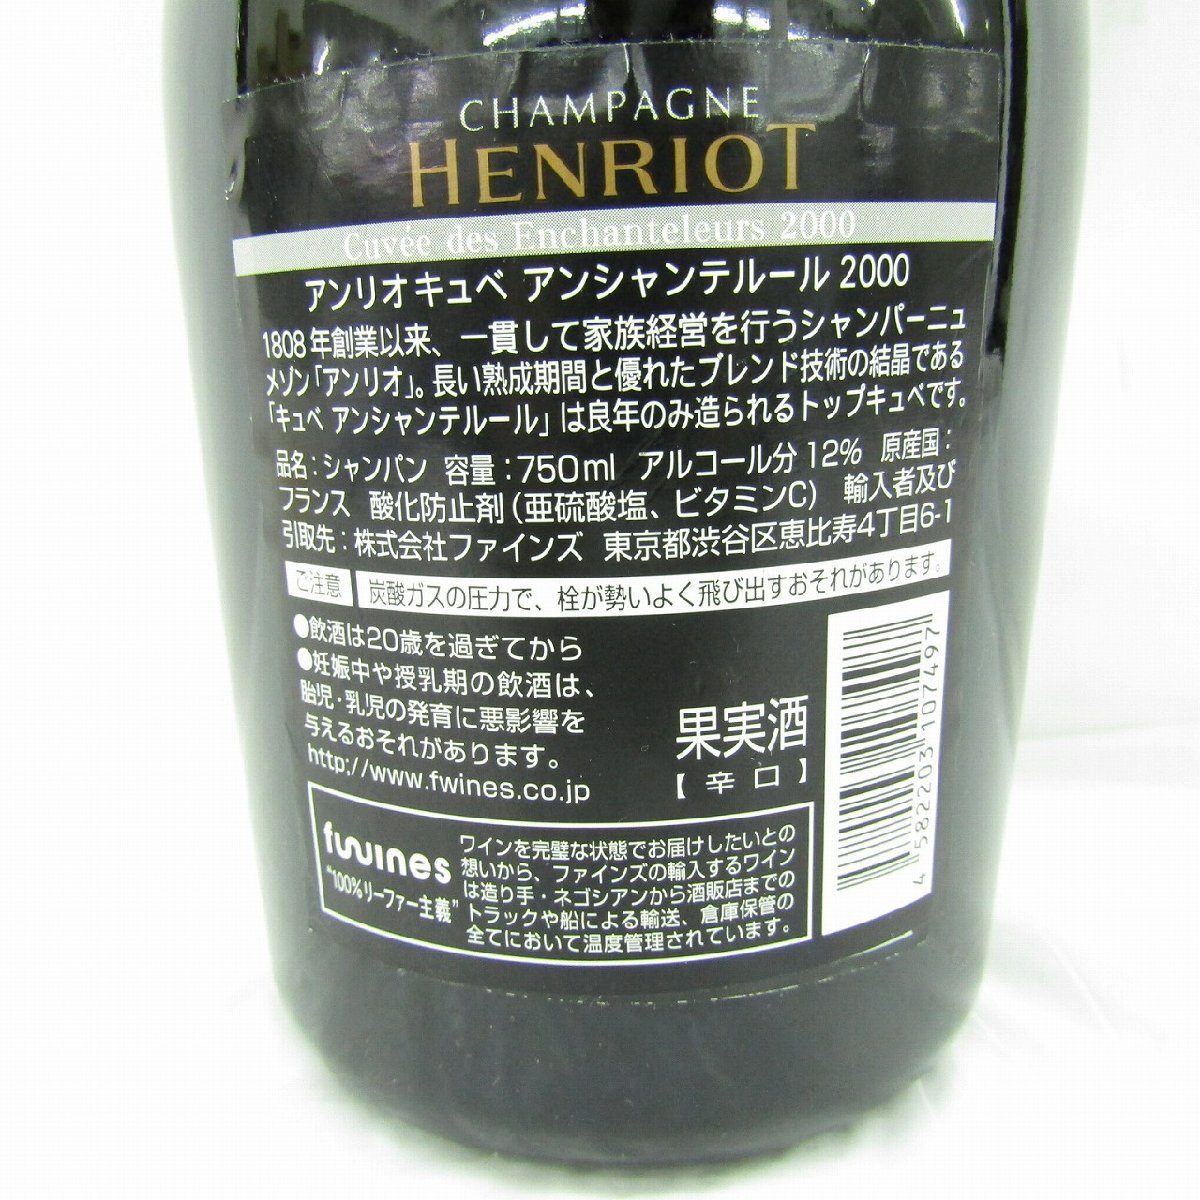 CHAMPAGNE
HENRIOT
Cuvée des Enchanteleurs 2000
アンリオ キュベ アンシャンテルール 2000
1808年創業以来、一貫して家族経営を行うシャンパーニュ
メゾン「アンリオ」。長い熟成期間と優れたブレンド技術の結晶である
「キュベ アンシャンテルール」は良年のみ造られるトップキュベです。
品名：シャンパン 容量：750ml アルコール分12% 原産国：
フランス 酸化防止剤（亜硫酸塩、ビタミンC） 輸入者及び
引取先：株式会社ファインズ 東京都渋谷区恵比寿4丁目6-1
ご注意 炭酸ガスの圧力で、栓が勢いよく飛び出すおそれがあります。
●飲酒は20歳を過ぎてから
●妊娠中や授乳期の飲酒は、
胎児・乳児の発育に悪影響を
与えるおそれがあります。
http://www.fwines.co.jp
果実酒
【辛口】
4 582203 107497
fwines
"100%リーファー主義"
ワインを完璧な状態でお届けしたいとの
想いから、ファインズの輸入するワイン
は造り手・ネゴシアンから酒販店までの
トラックや船による輸送、倉庫保管の
全てにおいて温度管理されています。